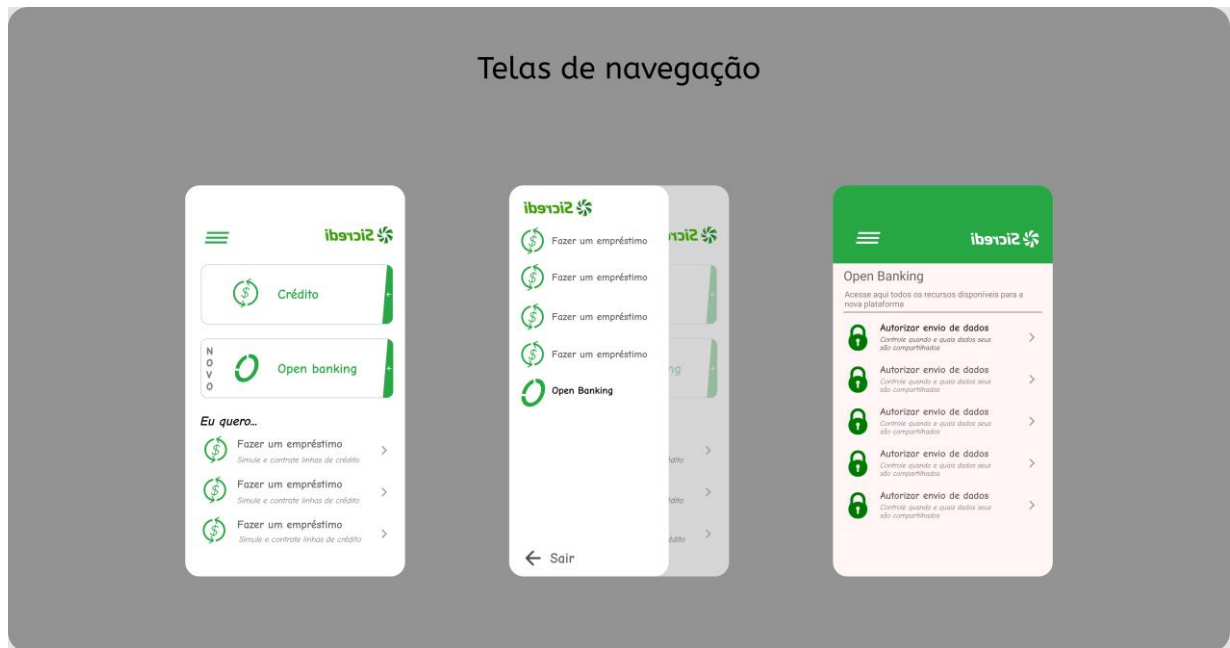 Telas de navegação
Sicredi
Crédito
NOVO
Open banking
Eu quero...
Fazer um empréstimo
Simule e contrate linhas de crédito
Fazer um empréstimo
Simule e contrate linhas de crédito
Fazer um empréstimo
Simule e contrate linhas de crédito
Sicredi
Fazer um empréstimo
Fazer um empréstimo
Fazer um empréstimo
Fazer um empréstimo
Open Banking
Sair
Sicredi
ng
édito
édito
édito
Sicredi
Open Banking
Acesse aqui todos os recursos disponíveis para a
nova plataforma
Autorizar envio de dados
Controle quando e quais dados seus
são compartilhados
Autorizar envio de dados
Controle quando e quais dados seus
são compartilhados
Autorizar envio de dados
Controle quando e quais dados seus
são compartilhados
Autorizar envio de dados
Controle quando e quais dados seus
são compartilhados
Autorizar envio de dados
Controle quando e quais dados seus
são compartilhados